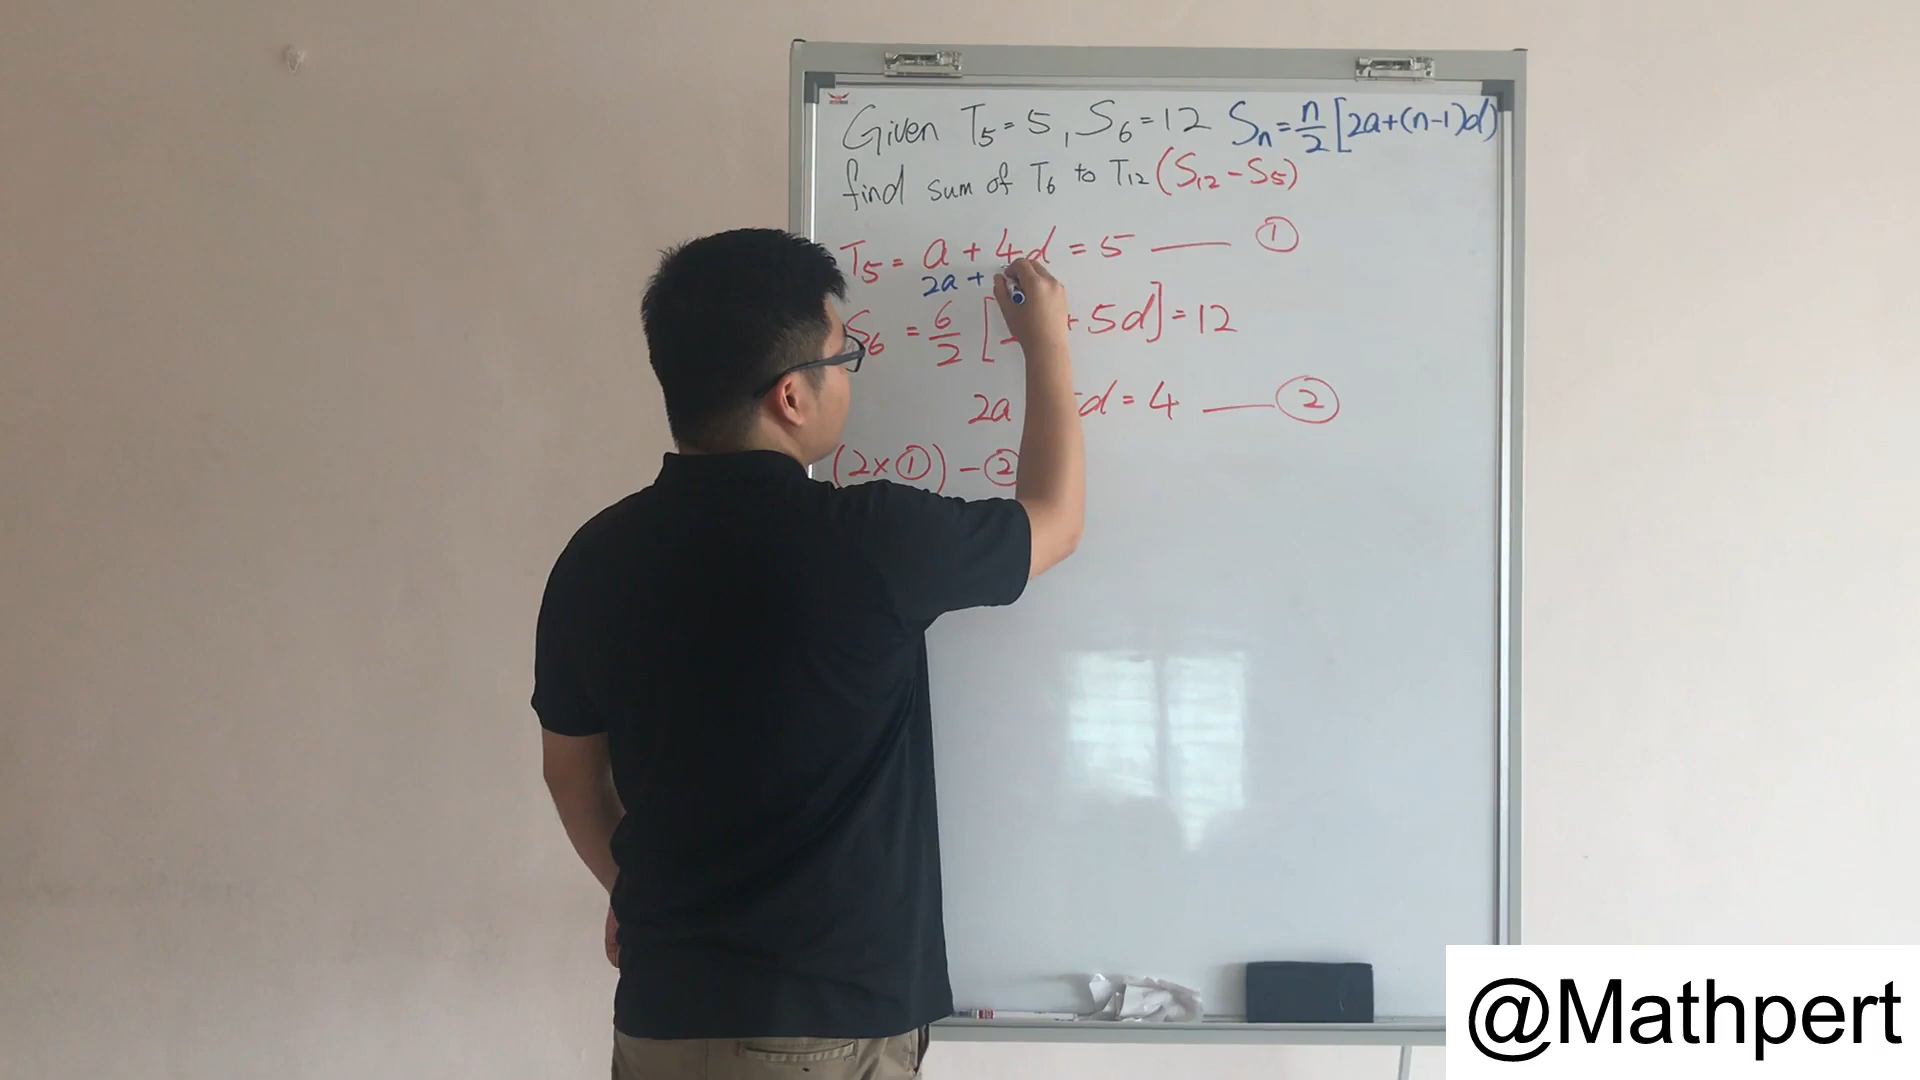 Given T5 = 5, S6 = 12 Sn = n/2 [2a+(n-1)d)
find sum of T6 to T12 (S12 - S5)
T5 = a + 4d = 5 —— ①
2a +
S6 = 6/2 [ + 5d] = 12
2a d = 4 —— ②
(2×①) - ②
@Mathpert